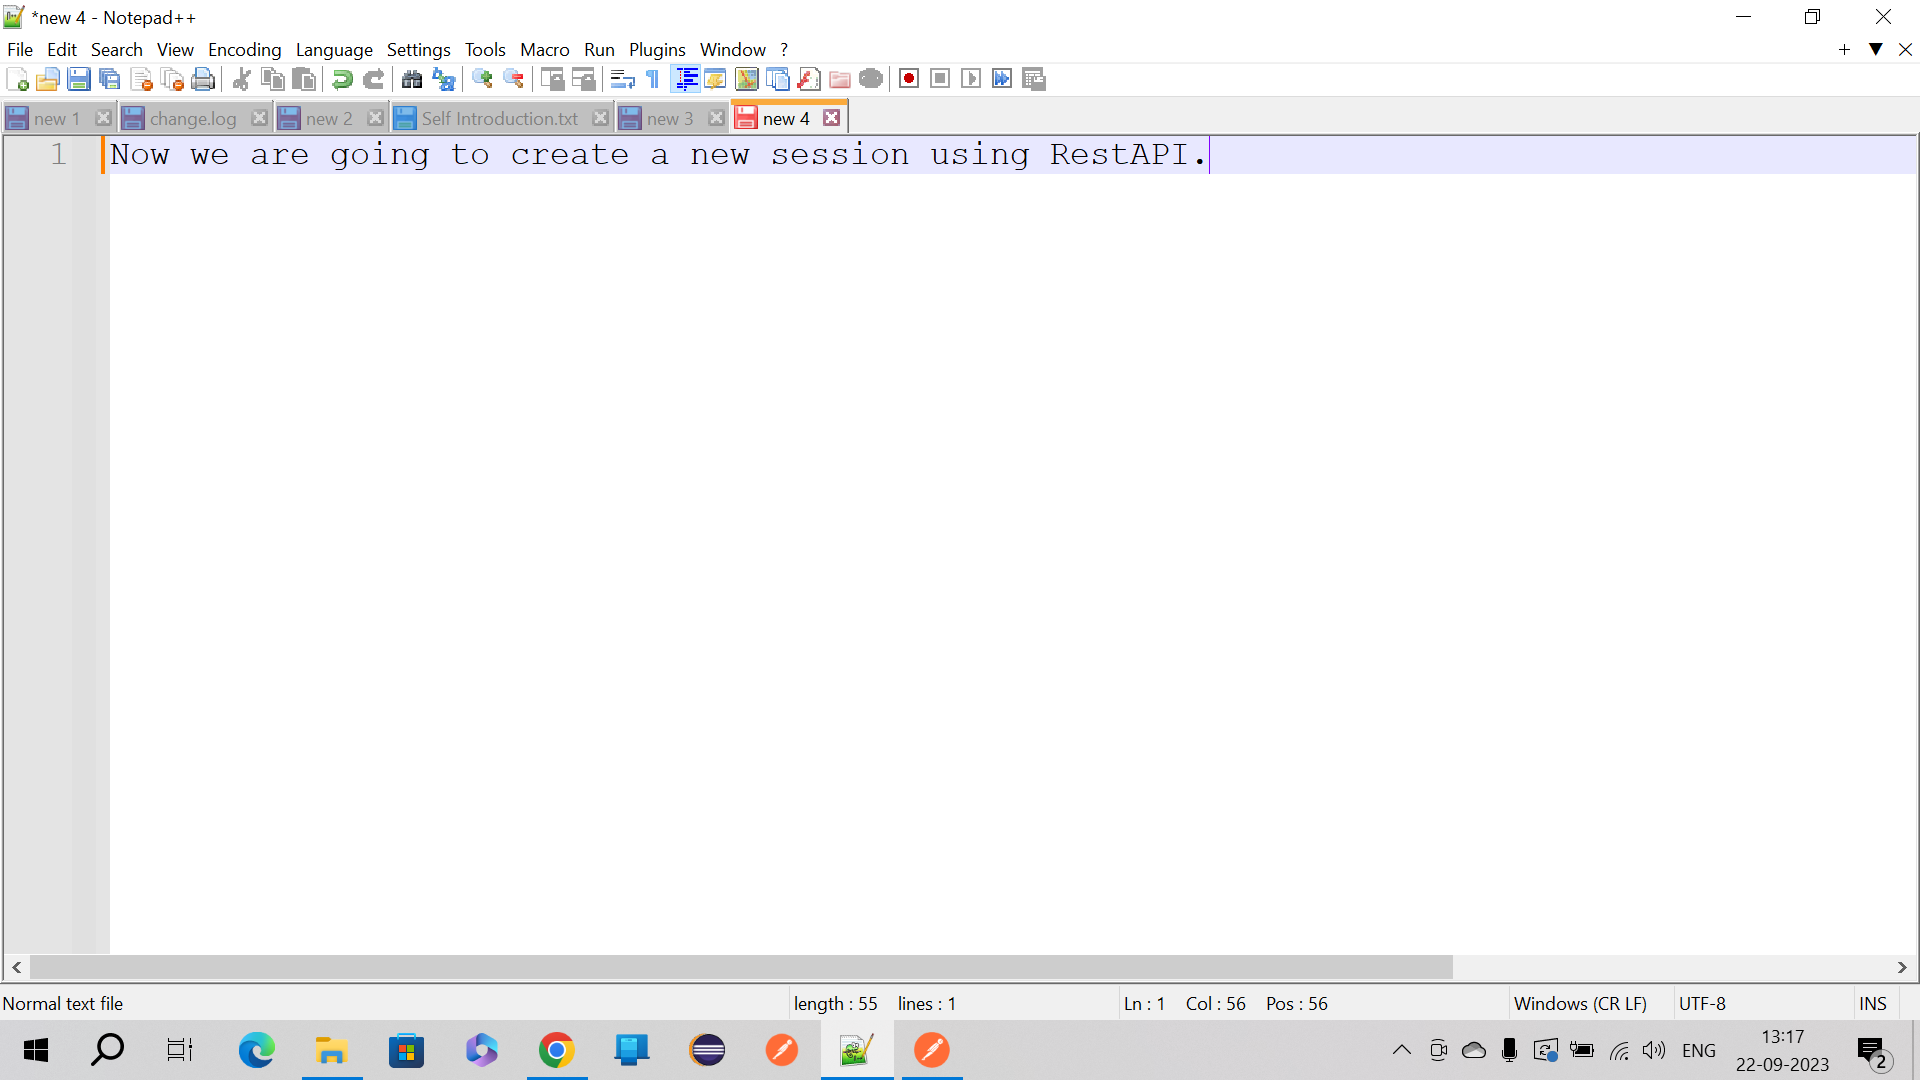 *new 4 - Notepad++
File Edit Search View Encoding Language Settings Tools Macro Run Plugins Window ?
new 1 change.log new 2 Self Introduction.txt new 3 new 4
1 Now we are going to create a new session using RestAPI.
Normal text file length : 55 lines : 1 Ln : 1 Col : 56 Pos : 56 Windows (CR LF) UTF-8 INS
ENG
13:17
22-09-2023
2